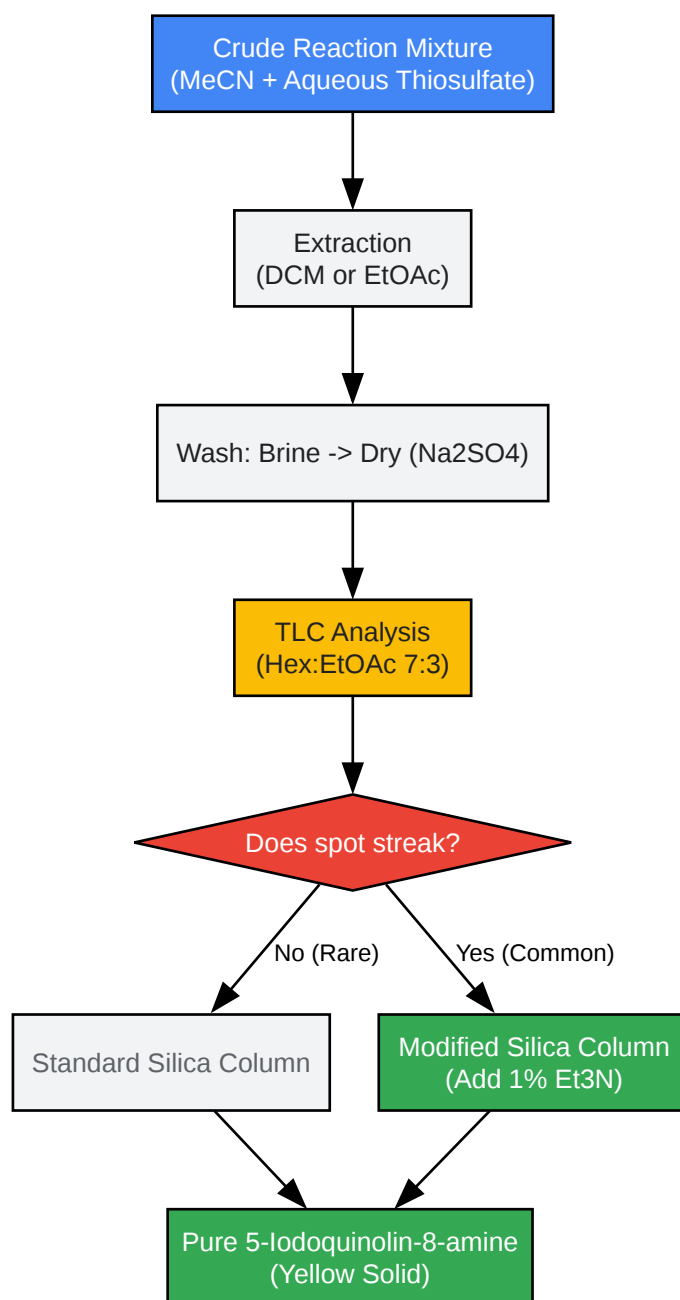 Crude Reaction Mixture
(MeCN + Aqueous Thiosulfate)
Extraction
(DCM or EtOAc)
Wash: Brine -> Dry (Na2SO4)
TLC Analysis
(Hex:EtOAc 7:3)
Does spot streak?
No (Rare)
Yes (Common)
Standard Silica Column
Modified Silica Column
(Add 1% Et3N)
Pure 5-Iodoquinolin-8-amine
(Yellow Solid)